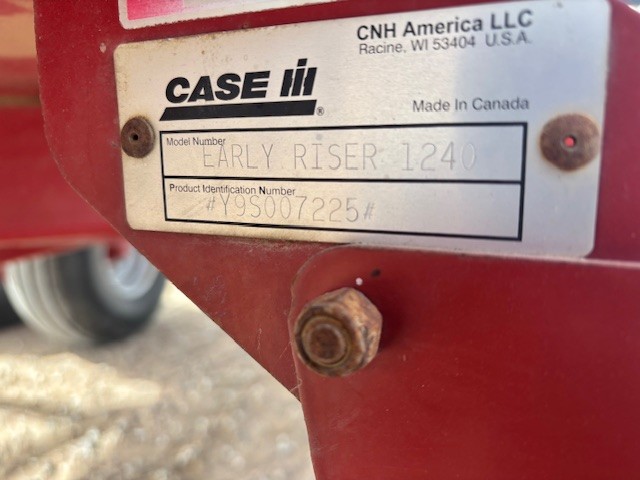 CNH America LLC
Racine, WI 53404 U.S.A.
CASE IH®
Made In Canada
Model Number
EARLY RISER 1240
Product Identification Number
#Y9S007225#